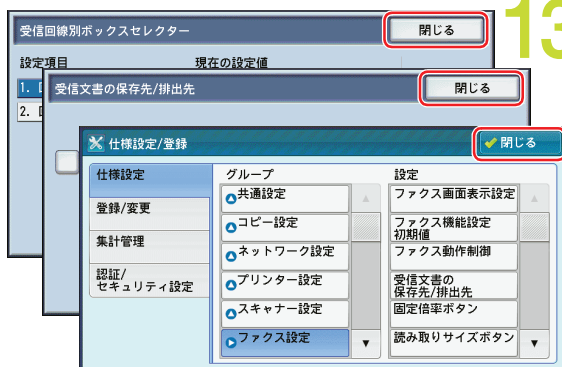 13
受信回線別ボックスセレクター
閉じる
設定項目 現在の設定値
1.
2.
受信文書の保存先/排出先
閉じる
仕様設定/登録
閉じる
仕様設定
登録/変更
集計管理
認証/
セキュリティ設定
グループ
共通設定
コピー設定
ネットワーク設定
プリンター設定
スキャナー設定
ファクス設定
設定
ファクス画面表示設定
ファクス機能設定
初期値
ファクス動作制御
受信文書の
保存先/排出先
固定倍率ボタン
読み取りサイズボタン